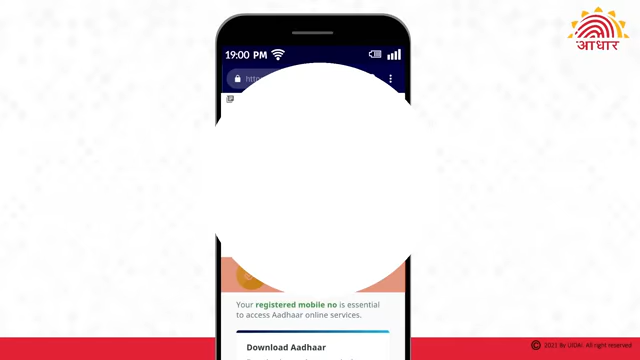 आधार
19:00 PM
http
Your registered mobile no is essential
to access Aadhaar online services.
Download Aadhaar
© 2021 By UIDAI. All right reserved